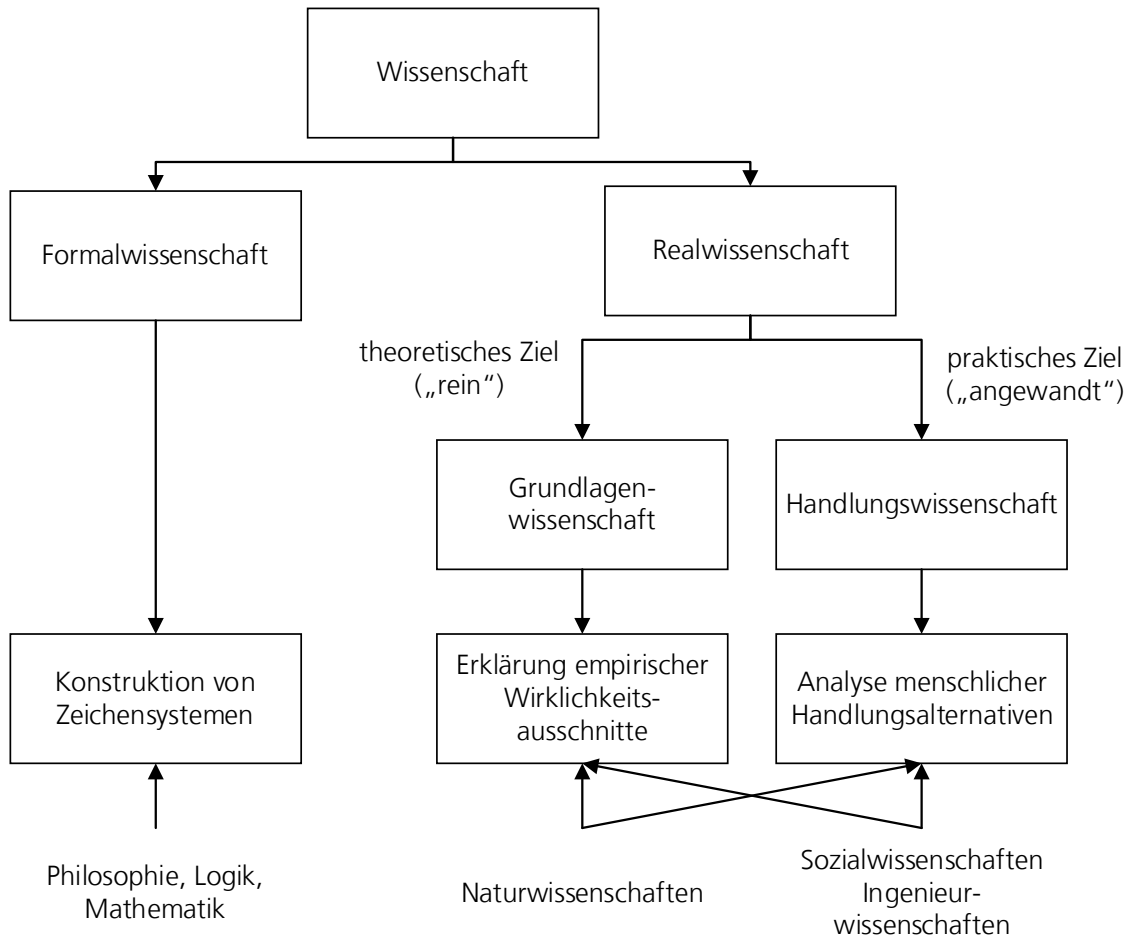 Wissenschaft
Formalwissenschaft
Realwissenschaft
theoretisches Ziel
(„rein“)
praktisches Ziel
(„angewandt“)
Grundlagen-
wissenschaft
Handlungswissenschaft
Konstruktion von
Zeichensystemen
Erklärung empirischer
Wirklichkeits-
ausschnitte
Analyse menschlicher
Handlungsalternativen
Philosophie, Logik,
Mathematik
Naturwissenschaften
Sozialwissenschaften
Ingenieur-
wissenschaften